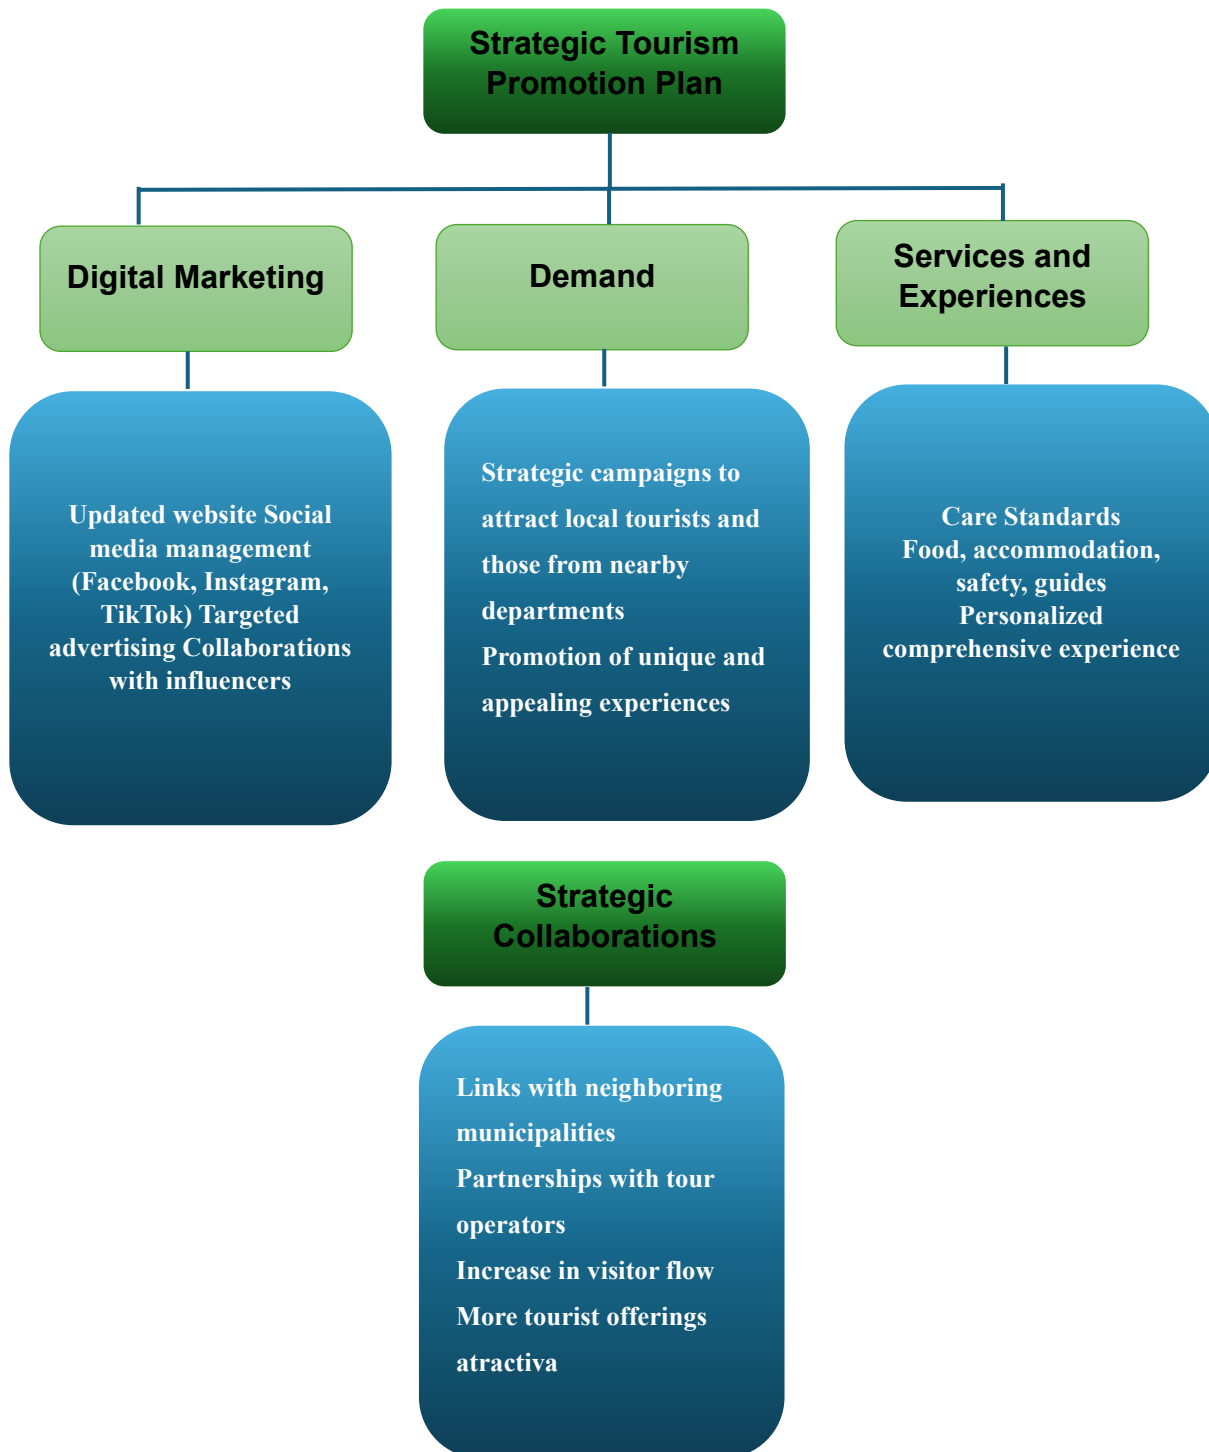 Strategic Tourism
Promotion Plan
Digital Marketing
Demand
Services and
Experiences
Updated website Social
media management
(Facebook, Instagram,
TikTok) Targeted
advertising Collaborations
with influencers
Strategic campaigns to
attract local tourists and
those from nearby
departments
Promotion of unique and
appealing experiences
Care Standards
Food, accommodation,
safety, guides
Personalized
comprehensive experience
Strategic
Collaborations
Links with neighboring
municipalities
Partnerships with tour
operators
Increase in visitor flow
More tourist offerings
atractiva